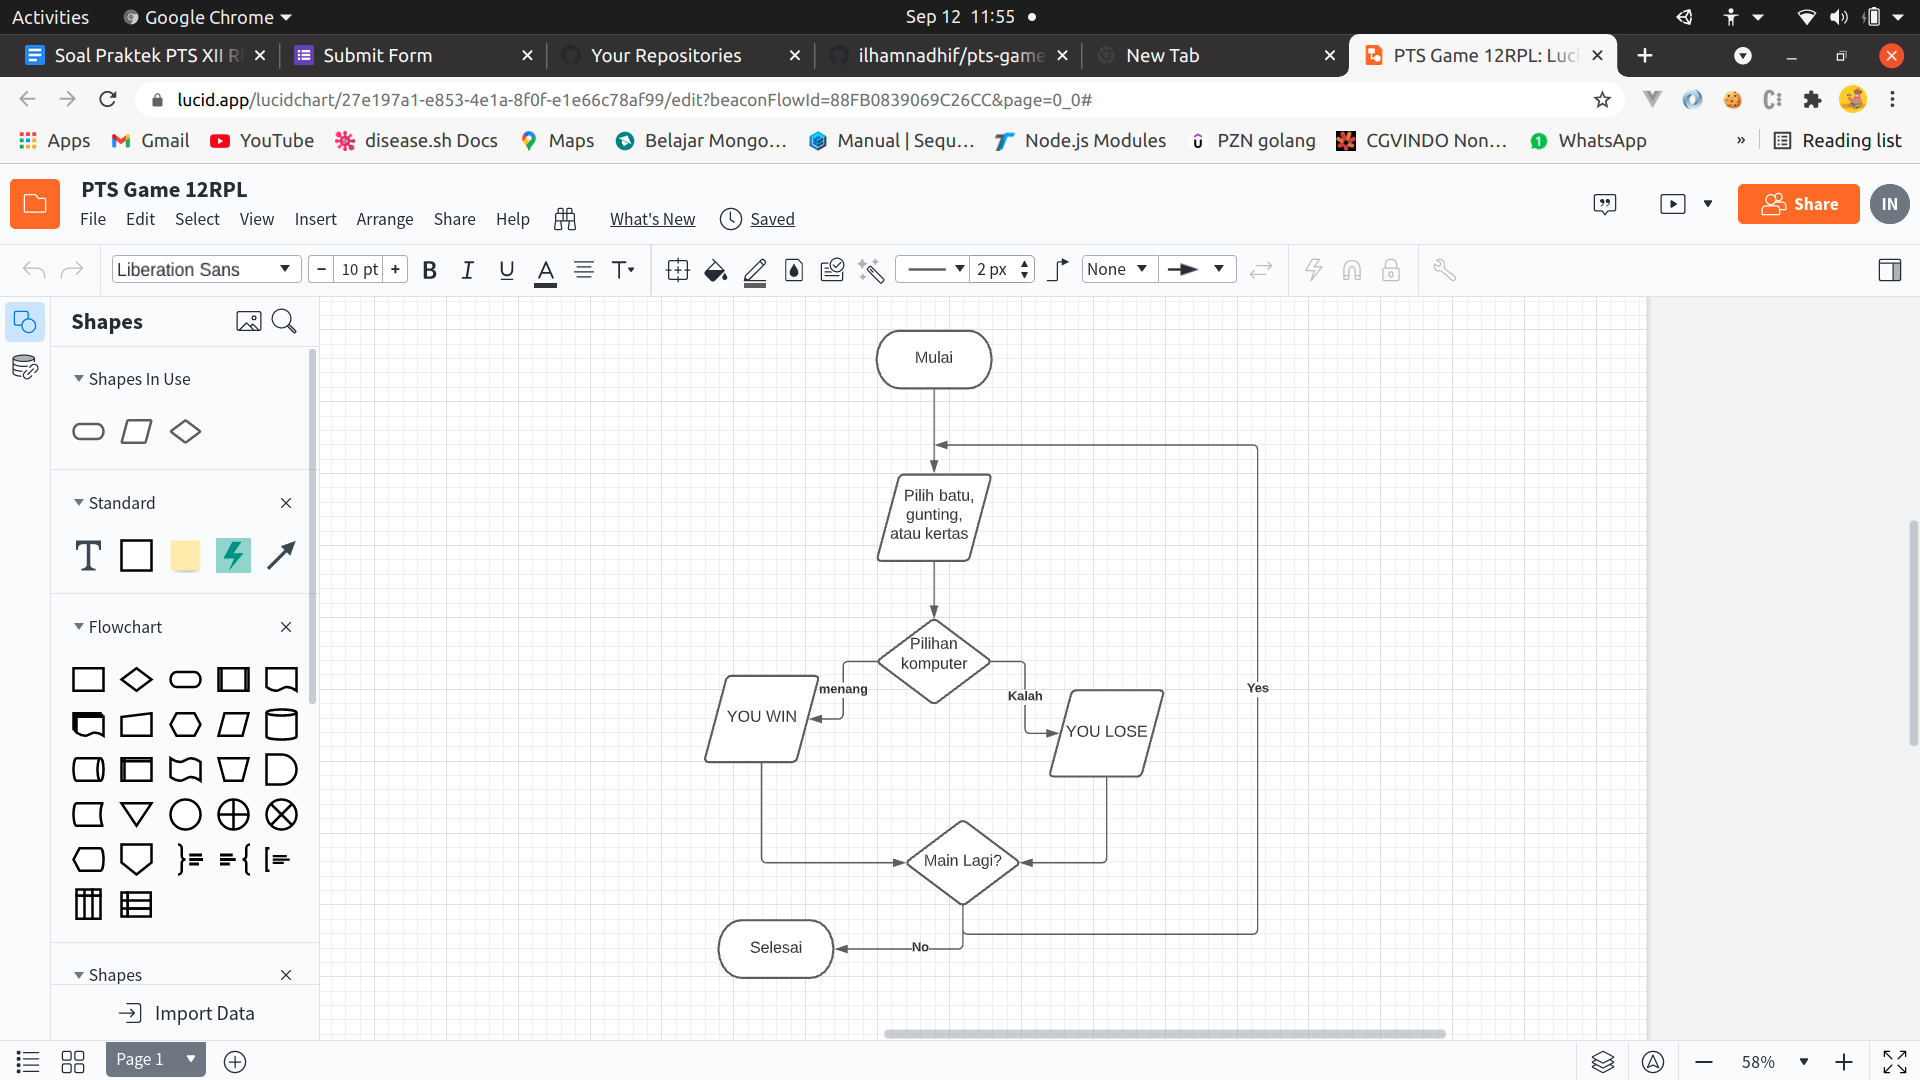 Activities
Google Chrome
Sep 12 11:55
Soal Praktek PTS XII R
Submit Form
Your Repositories
ilhamnadhif/pts-game
New Tab
PTS Game 12RPL: Luci
lucid.app/lucidchart/27e197a1-e853-4e1a-8f0f-e1e66c78af99/edit?beaconFlowId=88FB0839069C26CC&page=0_0#
Apps
Gmail
YouTube
disease.sh Docs
Maps
Belajar Mongo...
Manual | Sequ...
Node.js Modules
PZN golang
CGVINDO Non...
WhatsApp
»
Reading list
PTS Game 12RPL
File Edit Select View Insert Arrange Share Help
What's New
Saved
Share
IN
Liberation Sans
− 10 pt +
B I U A T
2 px
None
Shapes
Shapes In Use
Standard
T
Flowchart
Shapes
Import Data
Mulai
Pilih batu,
gunting,
atau kertas
Pilihan
komputer
menang
Kalah
Yes
YOU WIN
YOU LOSE
Main Lagi?
Selesai
No
Page 1
58%